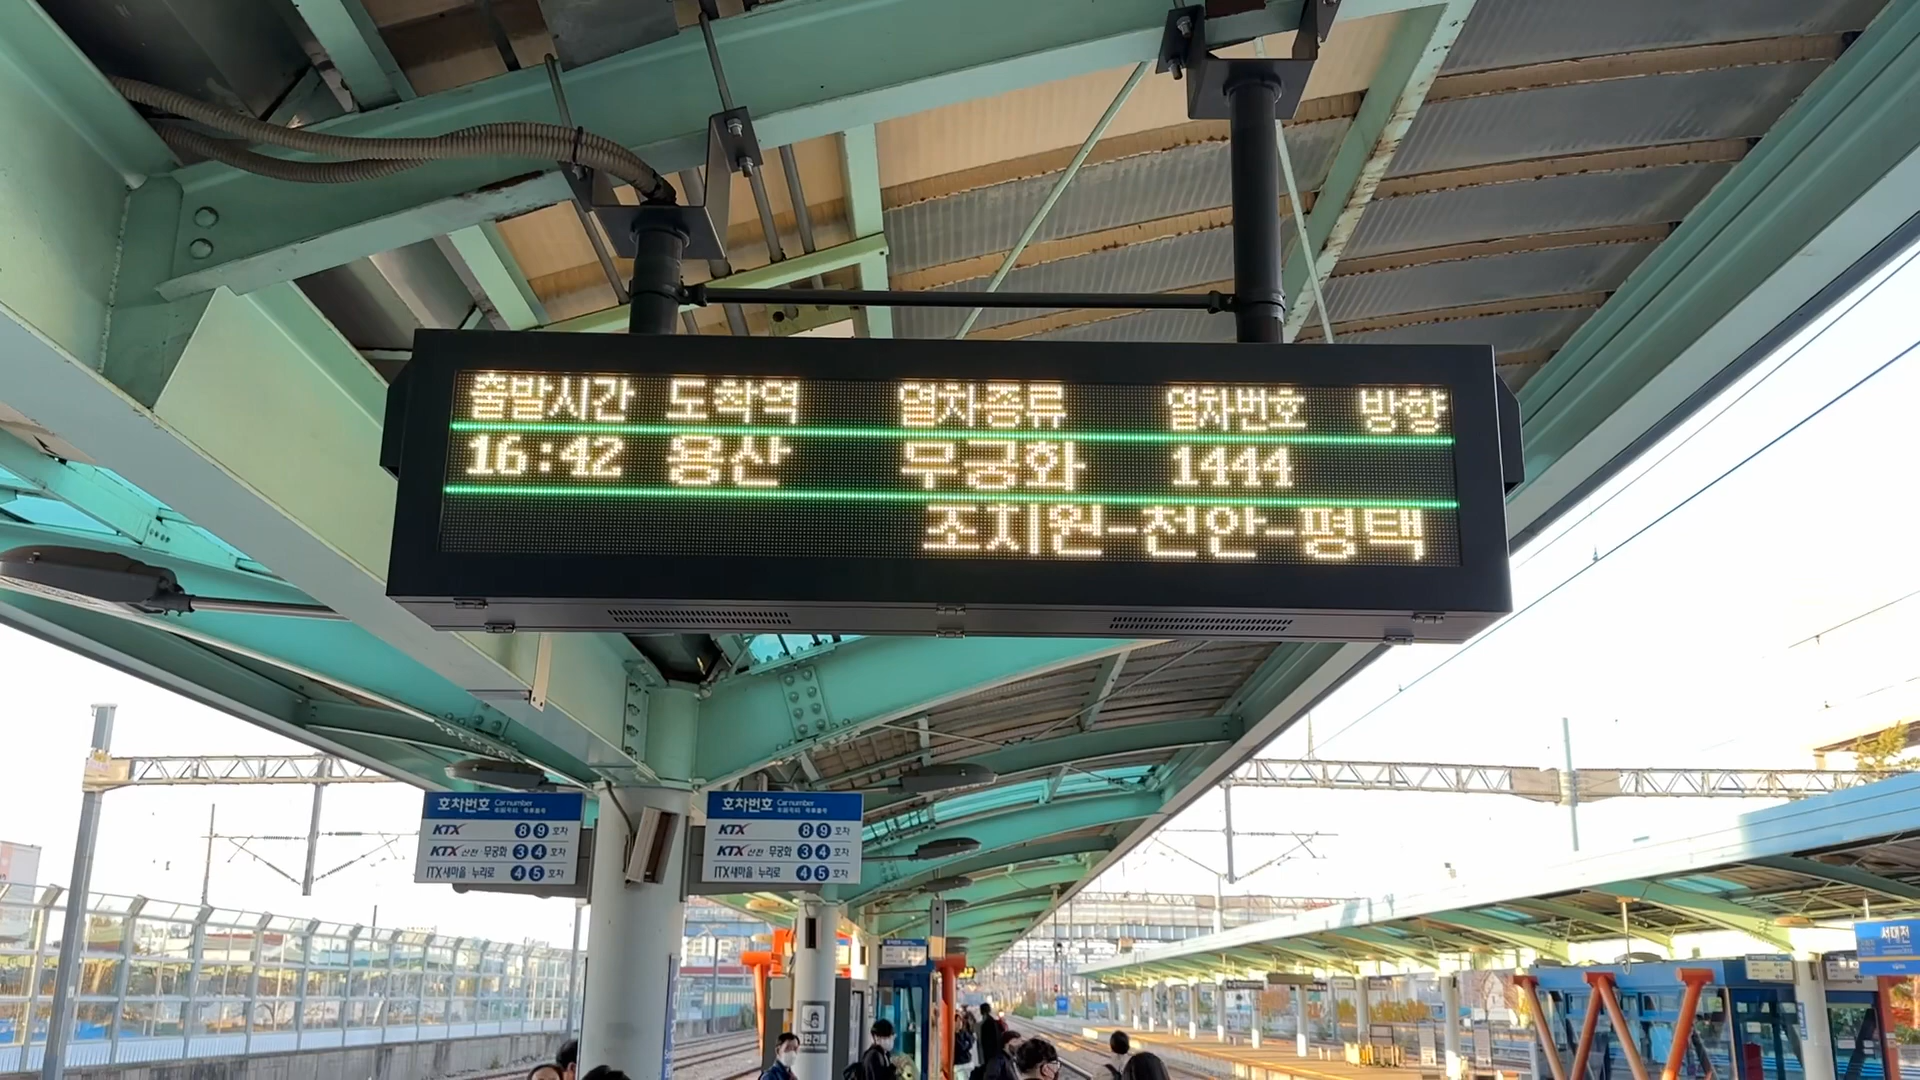 출발시간 도착역 열차종류 열차번호 방향
16:42 용산 무궁화 1444
조치원-천안-평택
호차번호 Car number
KTX 8 9 호차
KTX 산천·무궁화 3 4 호차
ITX새마을·누리로 4 5 호차
호차번호 Car number
KTX 8 9 호차
KTX 산천·무궁화 3 4 호차
ITX새마을·누리로 4 5 호차
서대전